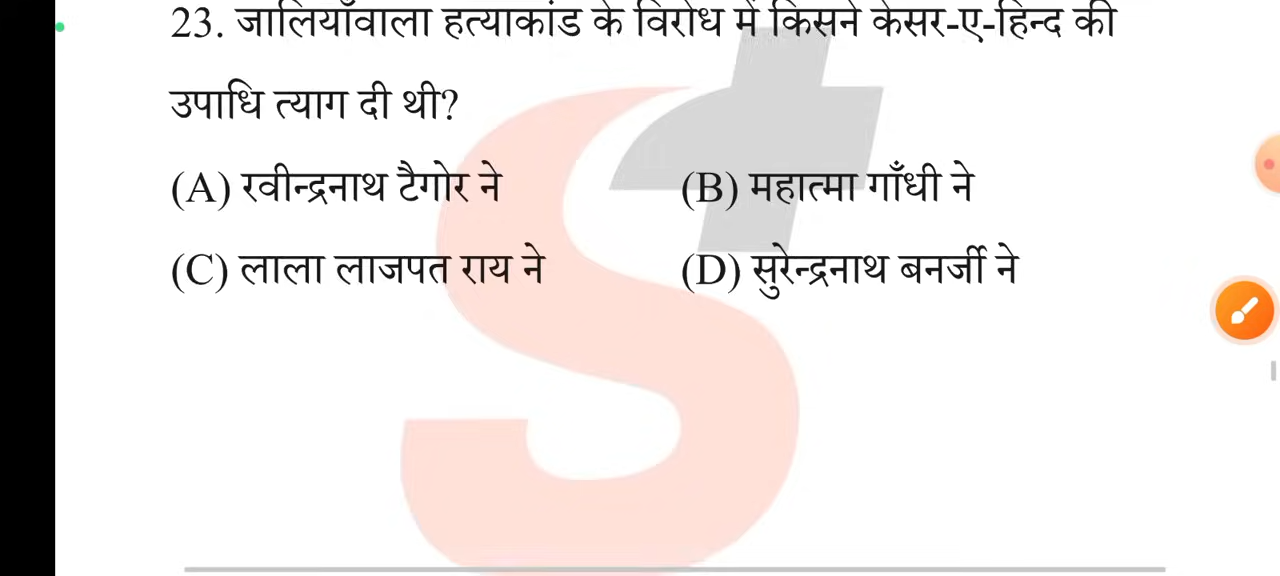 23. जालियाँवाला हत्याकांड के विरोध में किसने केसर-ए-हिन्द की
उपाधि त्याग दी थी?
(A) रवीन्द्रनाथ टैगोर ने (B) महात्मा गाँधी ने
(C) लाला लाजपत राय ने (D) सुरेन्द्रनाथ बनर्जी ने